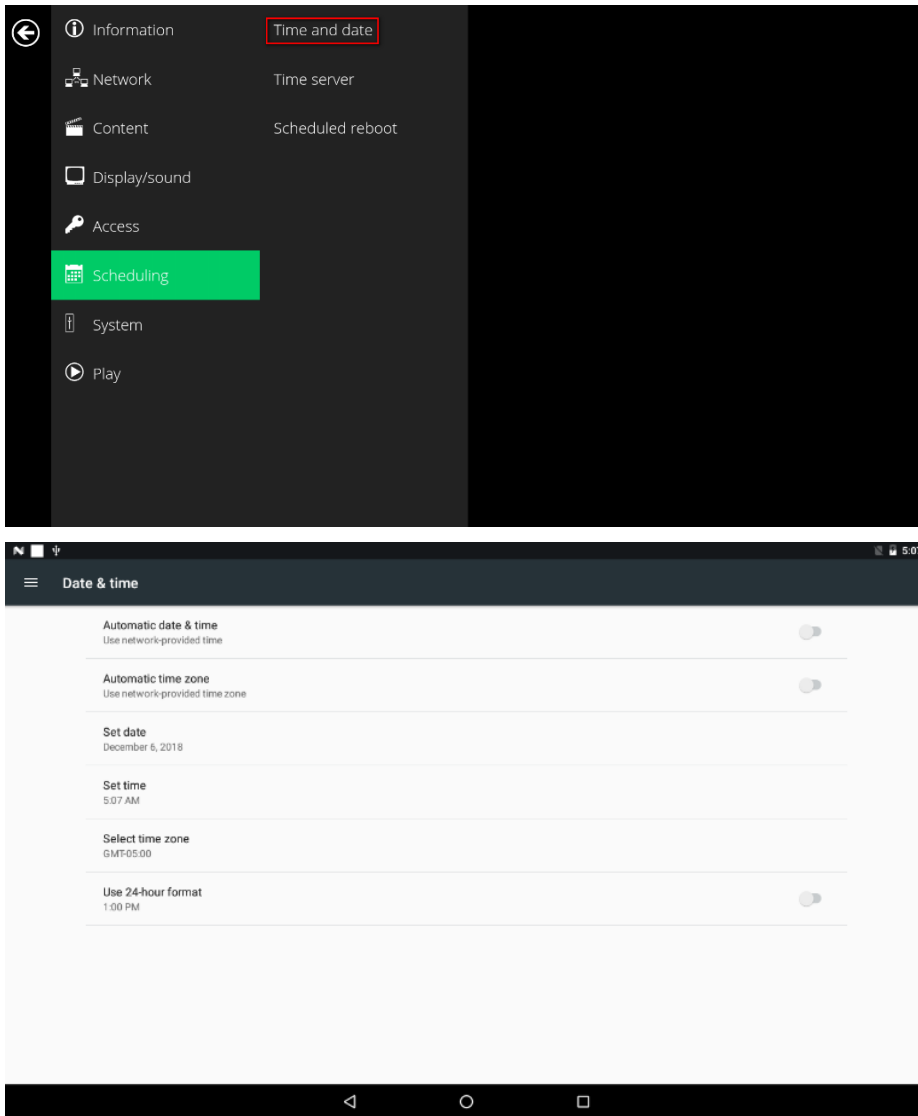 Information
Time and date
Network
Time server
Content
Scheduled reboot
Display/sound
Access
Scheduling
System
Play
5:07
Date & time
Automatic date & time
Use network-provided time
Automatic time zone
Use network-provided time zone
Set date
December 6, 2018
Set time
5:07 AM
Select time zone
GMT-05:00
Use 24-hour format
1:00 PM